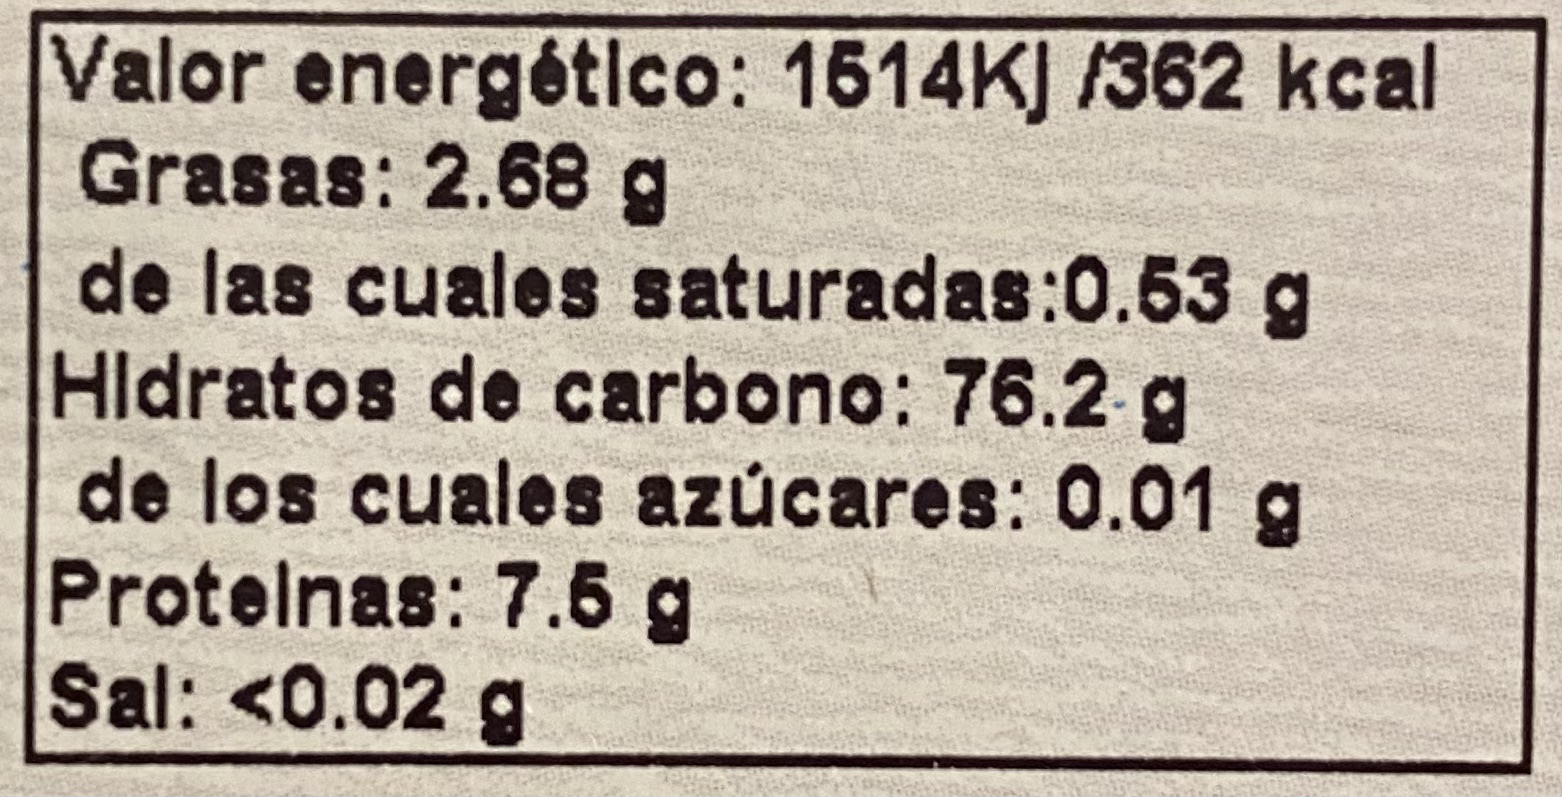 Valor energético: 1514KJ /362 kcal
Grasas: 2.68 g
de las cuales saturadas:0.53 g
Hidratos de carbono: 76.2 g
de los cuales azúcares: 0.01 g
Proteinas: 7.5 g
Sal: <0.02 g